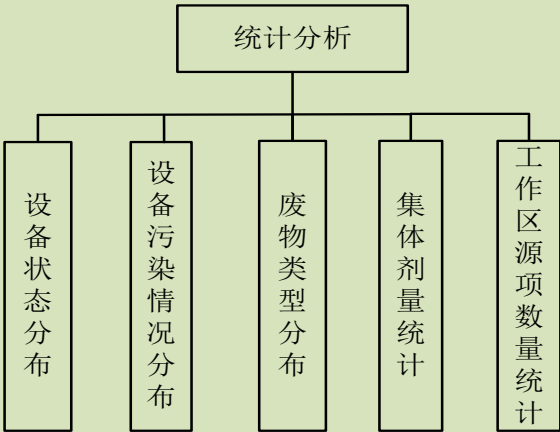 统计分析
设备状态分布
设备污染情况分布
废物类型分布
集体剂量统计
工作区源项数量统计